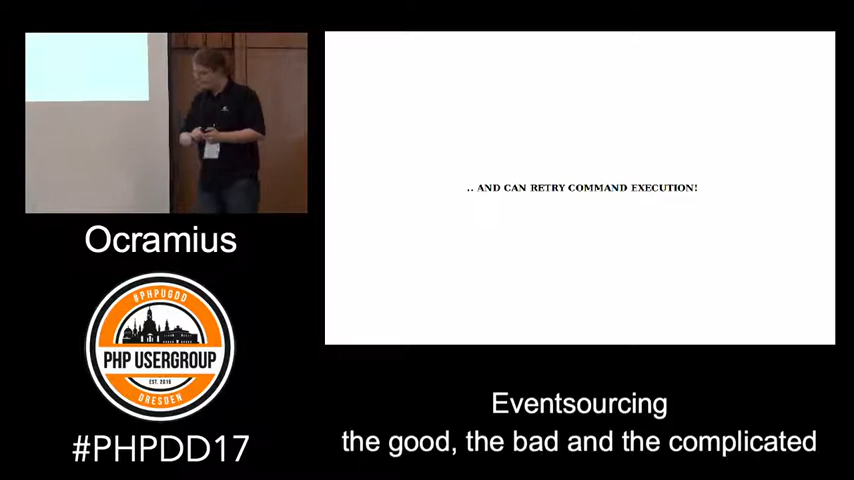 .. AND CAN RETRY COMMAND EXECUTION!
Ocramius
#PHPUGDD
PHP USERGROUP
EST. 2016
DRESDEN
#PHPDD17
Eventsourcing
the good, the bad and the complicated